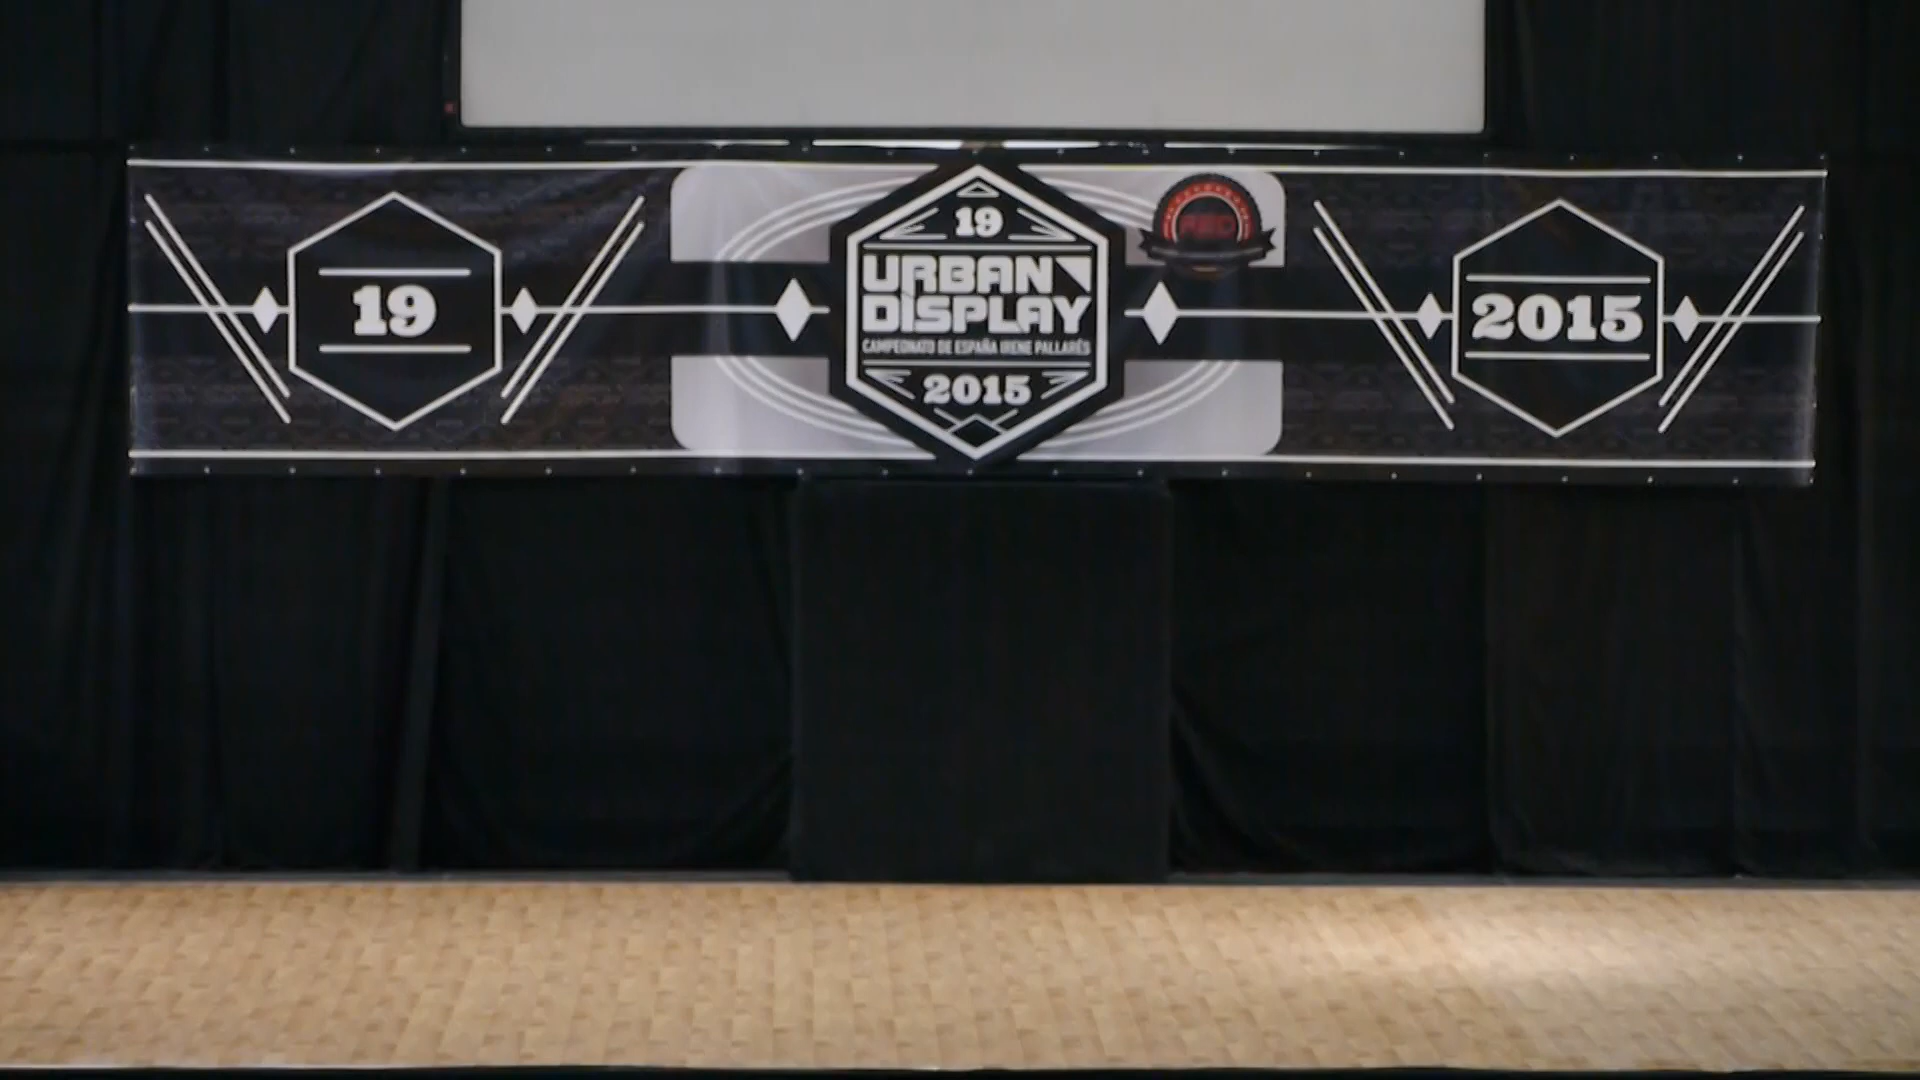 19
19
URBAN
DISPLAY
CAMPEONATO DE ESPAÑA IRENE PALLARÉS
2015
2015